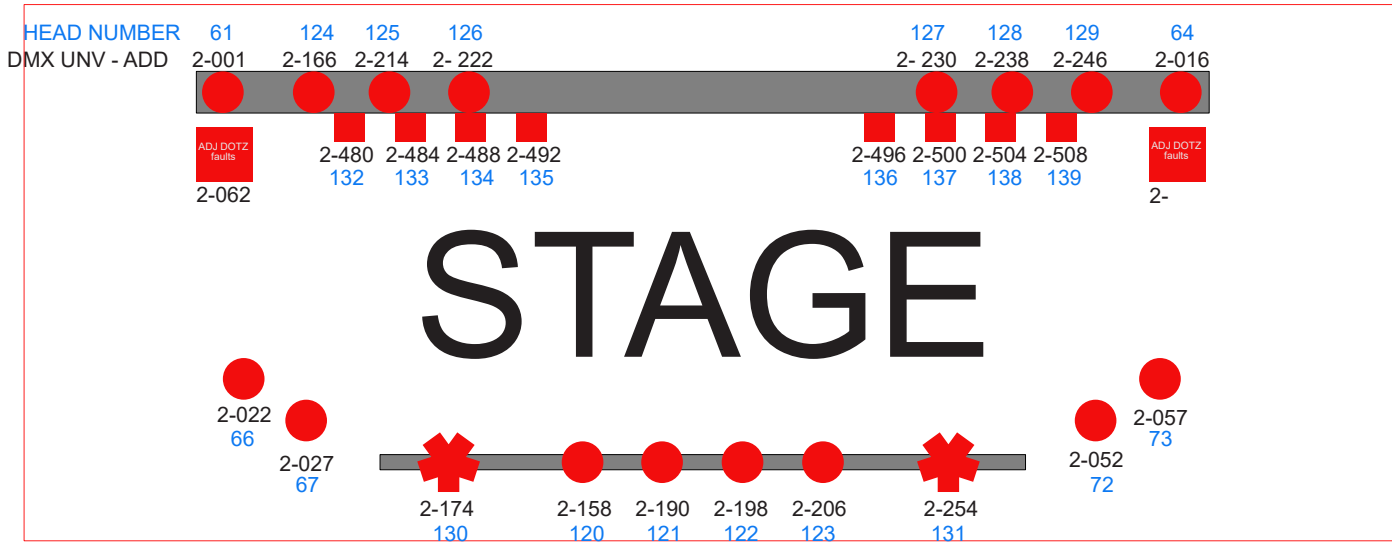 HEAD NUMBER 61 124 125 126 127 128 129 64
DMX UNV - ADD 2-001 2-166 2-214 2- 222 2- 230 2-238 2-246 2-016
ADJ DOTZ
faults
2-062
2-480 2-484 2-488 2-492 2-496 2-500 2-504 2-508
132 133 134 135 136 137 138 139
ADJ DOTZ
faults
2-
STAGE
2-022
66
2-027
67
2-057
73
2-052
72
2-174 2-158 2-190 2-198 2-206 2-254
130 120 121 122 123 131